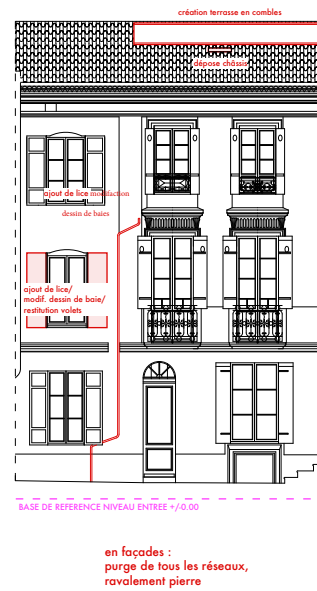 création terrasse en combles
dépose châssis
ajout de lice modifaction
dessin de baies
ajout de lice/
modif. dessin de baie/
restitution volets
BASE DE REFERENCE NIVEAU ENTREE +/-0.00
en façades :
purge de tous les réseaux,
ravalement pierre